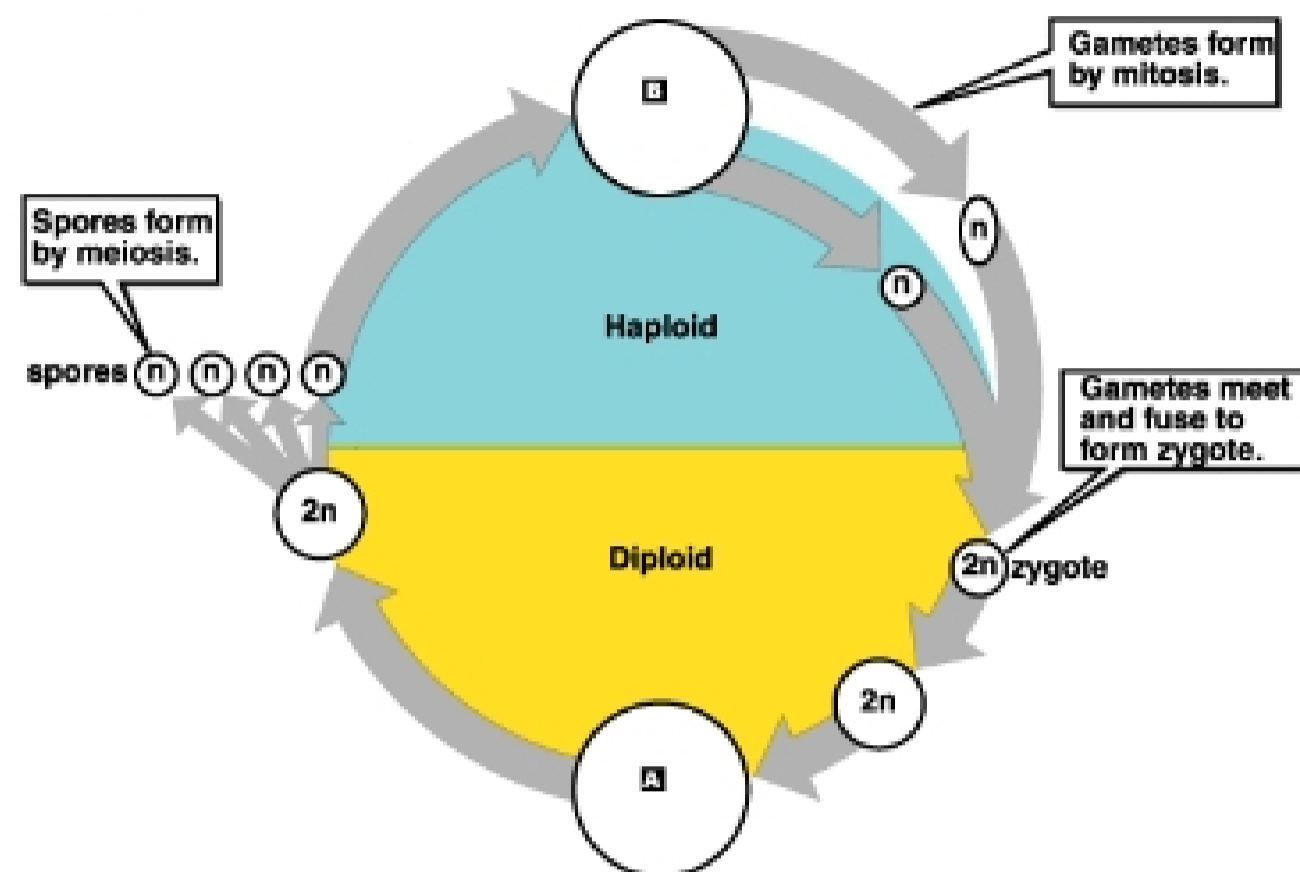 B
Gametes form
by mitosis.
n
n
Spores form
by meiosis.
Haploid
spores n n n n
Gametes meet
and fuse to
form zygote.
2n
Diploid
2n zygote
2n
A